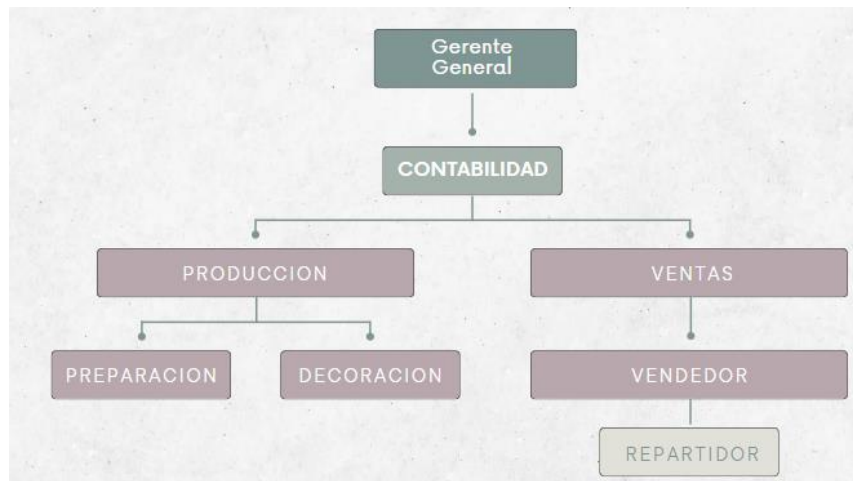 Gerente
General
CONTABILIDAD
PRODUCCION
VENTAS
PREPARACION
DECORACION
VENDEDOR
REPARTIDOR